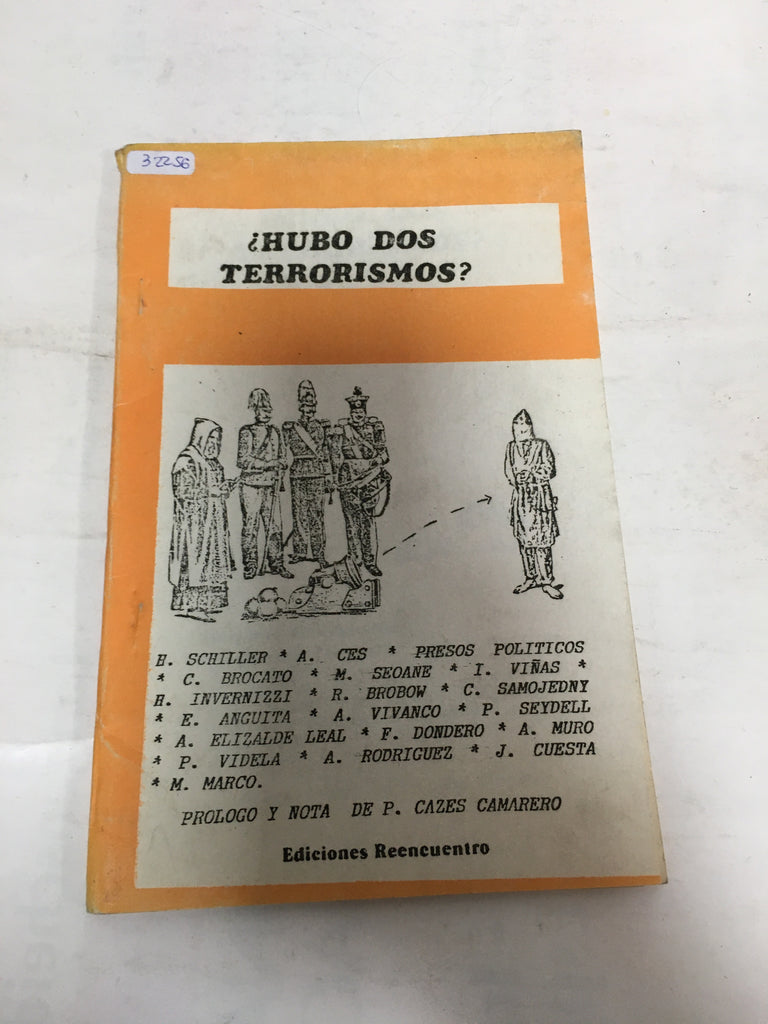 32256
¿HUBO DOS
TERRORISMOS?
H. SCHILLER * A. CES * PRESOS POLITICOS
* C. BROCATO * M. SEOANE * I. VIÑAS *
H. INVERNIZZI * R. BROBOW * C. SAMOJEDNY
* E. ANGUITA * A. VIVANCO * P. SEYDELL
* A. ELIZALDE LEAL * F. DONDERO * A. MURO
* P. VIDELA * A. RODRIGUEZ * J. CUESTA
* M. MARCO.
PROLOGO Y NOTA DE P. CAZES CAMARERO
Ediciones Reencuentro